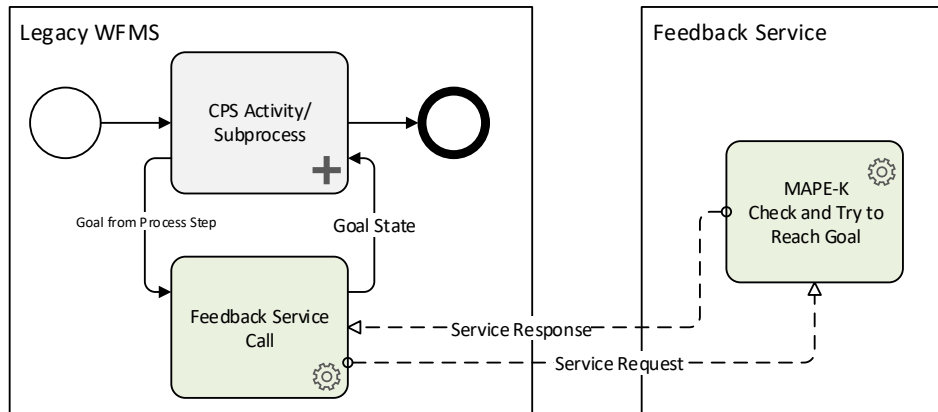 Legacy WFMS
Feedback Service
CPS Activity/
Subprocess
MAPE-K
Check and Try to
Reach Goal
Goal from Process Step
Goal State
Feedback Service
Call
Service Response
Service Request